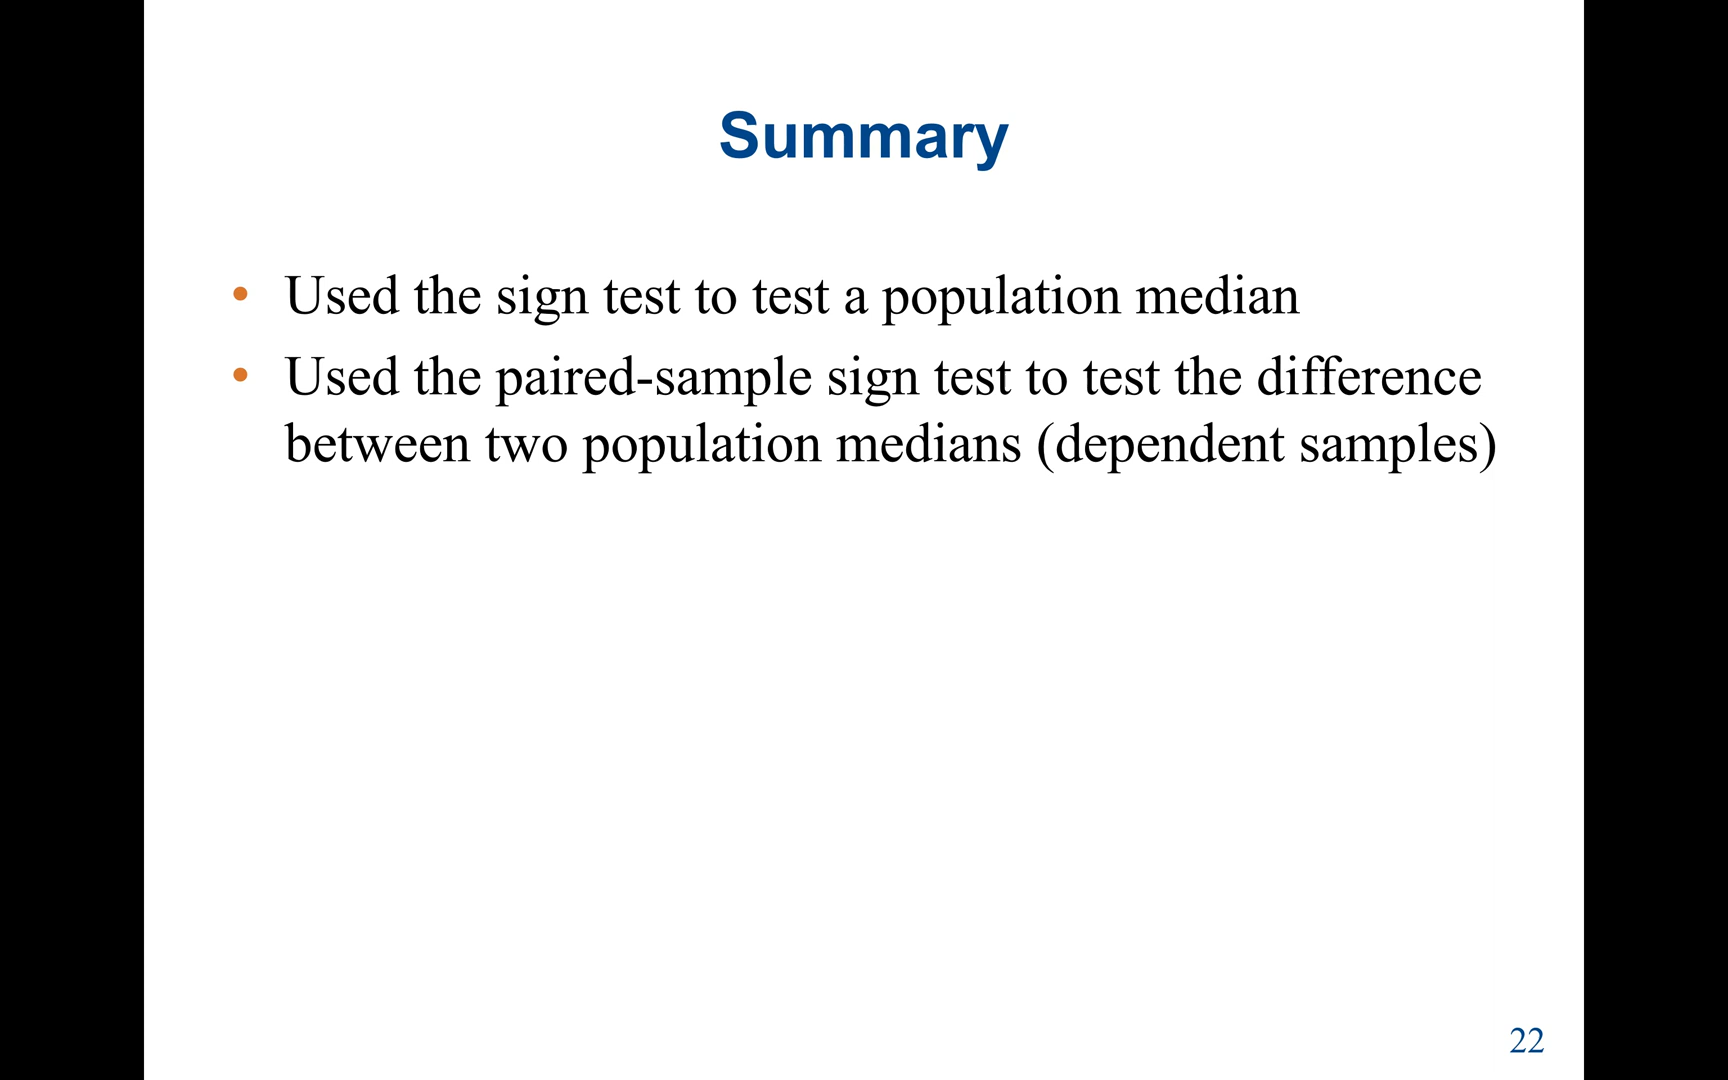 Summary
• Used the sign test to test a population median
• Used the paired-sample sign test to test the difference
between two population medians (dependent samples)
22